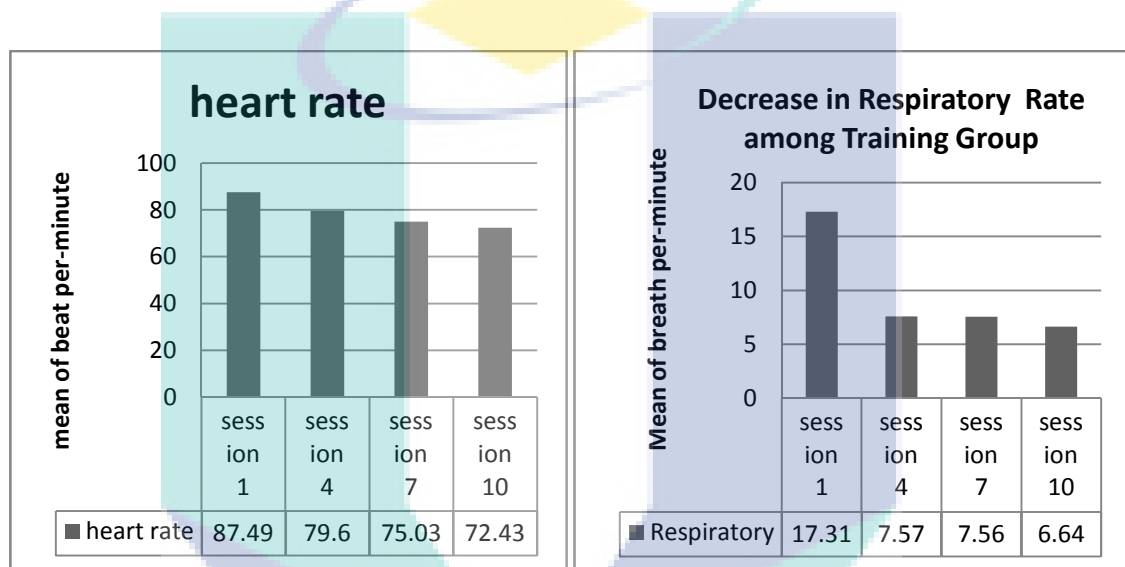 heart rate
mean of beat per-minute
100
80
60
40
20
0
sess
ion
1
sess
ion
4
sess
ion
7
sess
ion
10
heart rate 87.49 79.6 75.03 72.43
Decrease in Respiratory Rate
among Training Group
Mean of breath per-minute
20
15
10
5
0
sess
ion
1
sess
ion
4
sess
ion
7
sess
ion
10
Respiratory 17.31 7.57 7.56 6.64